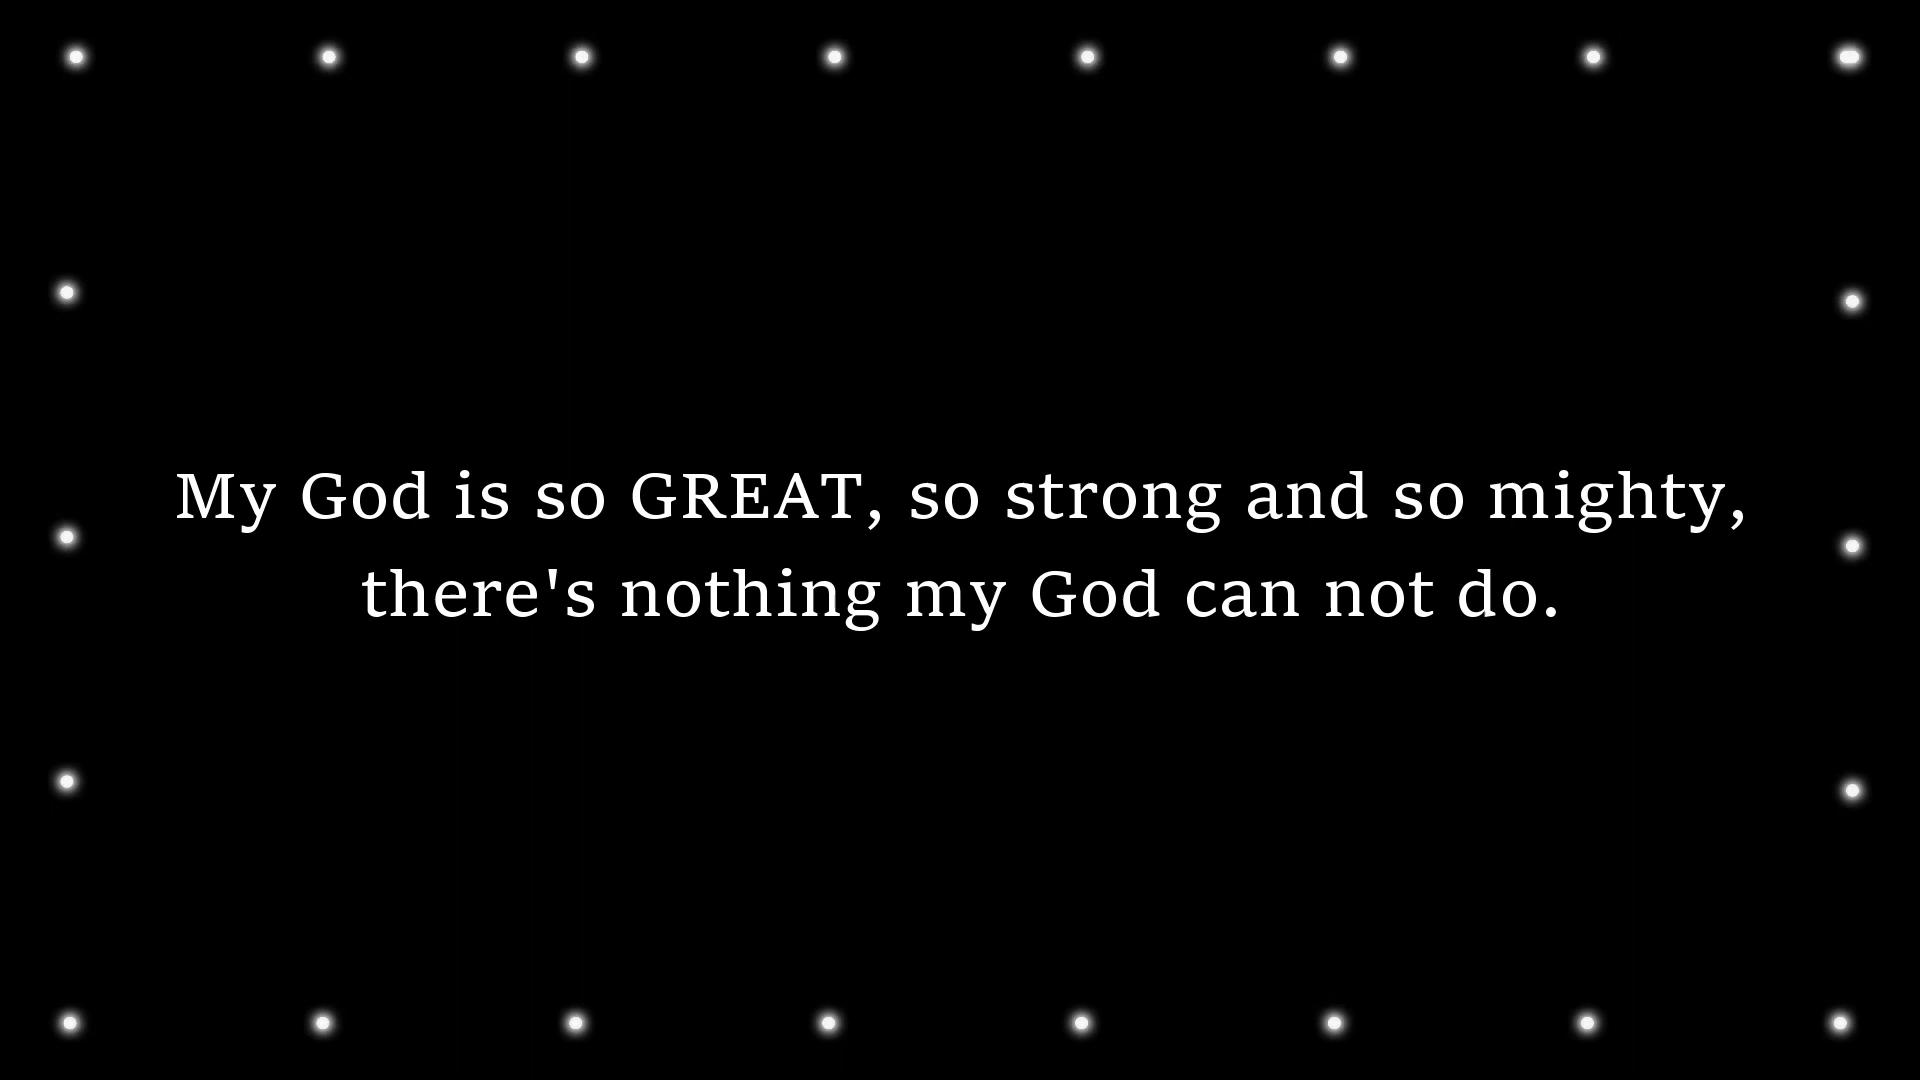 My God is so GREAT, so strong and so mighty,
there's nothing my God can not do.